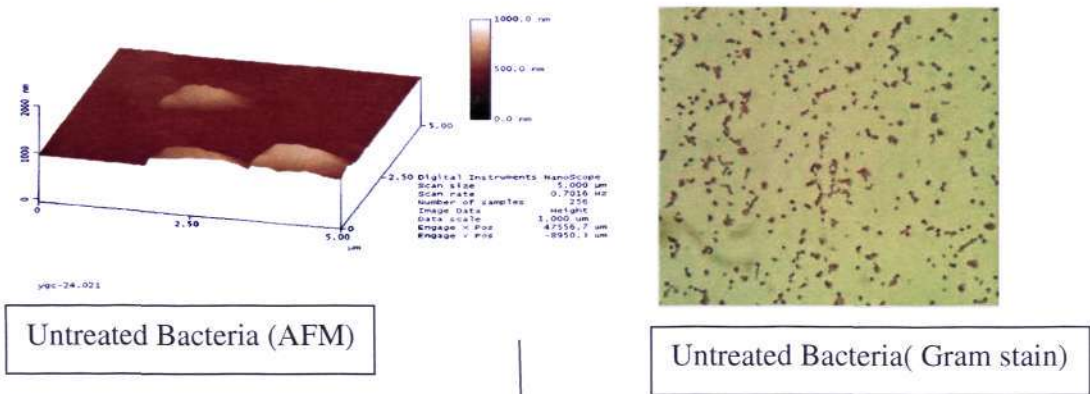 1000.0 nm
500.0 nm
0.0 nm
2000 nm
1000
0
0
2.50
5.00
μm
0
2.50
5.00
Digital Instruments NanoScope
Scan size 5.000 μm
Scan rate 0.7016 Hz
Number of samples 256
Image Data Height
Data scale 1.000 um
Engage X Pos 47556.7 um
Engage Y Pos -8950.3 um
ygc-24.021
Untreated Bacteria (AFM)
Untreated Bacteria( Gram stain)